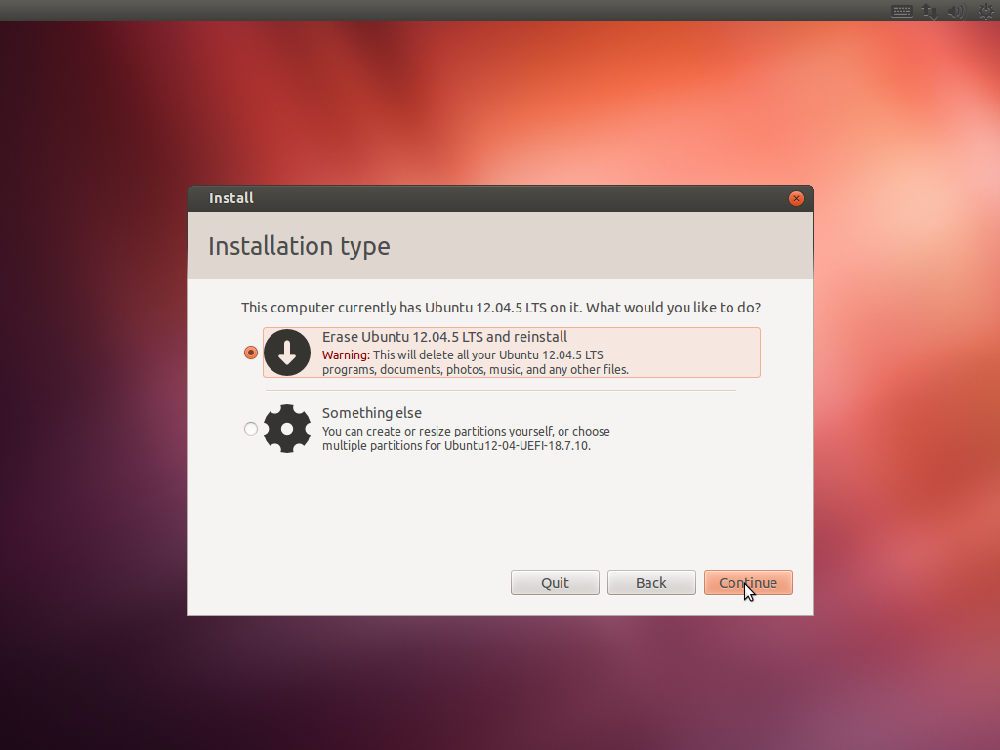 Install
Installation type
This computer currently has Ubuntu 12.04.5 LTS on it. What would you like to do?
Erase Ubuntu 12.04.5 LTS and reinstall
Warning: This will delete all your Ubuntu 12.04.5 LTS
programs, documents, photos, music, and any other files.
Something else
You can create or resize partitions yourself, or choose
multiple partitions for Ubuntu12-04-UEFI-18.7.10.
Quit Back Continue